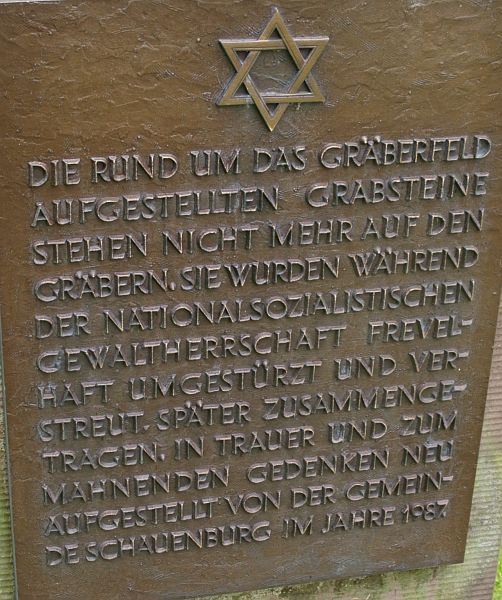 DIE RUND UM DAS GRÄBERFELD
AUFGESTELLTEN GRABSTEINE
STEHEN NICHT MEHR AUF DEN
GRÄBERN. SIE WURDEN WÄHREND
DER NATIONALSOZIALISTISCHEN
GEWALTHERRSCHAFT FREVEL-
HAFT UMGESTÜRZT UND VER-
STREUT. SPÄTER ZUSAMMENGE-
TRAGEN. IN TRAUER UND ZUM
MAHNENDEN GEDENKEN NEU
AUFGESTELLT VON DER GEMEIN-
DE SCHAUENBURG IM JAHRE 1987.